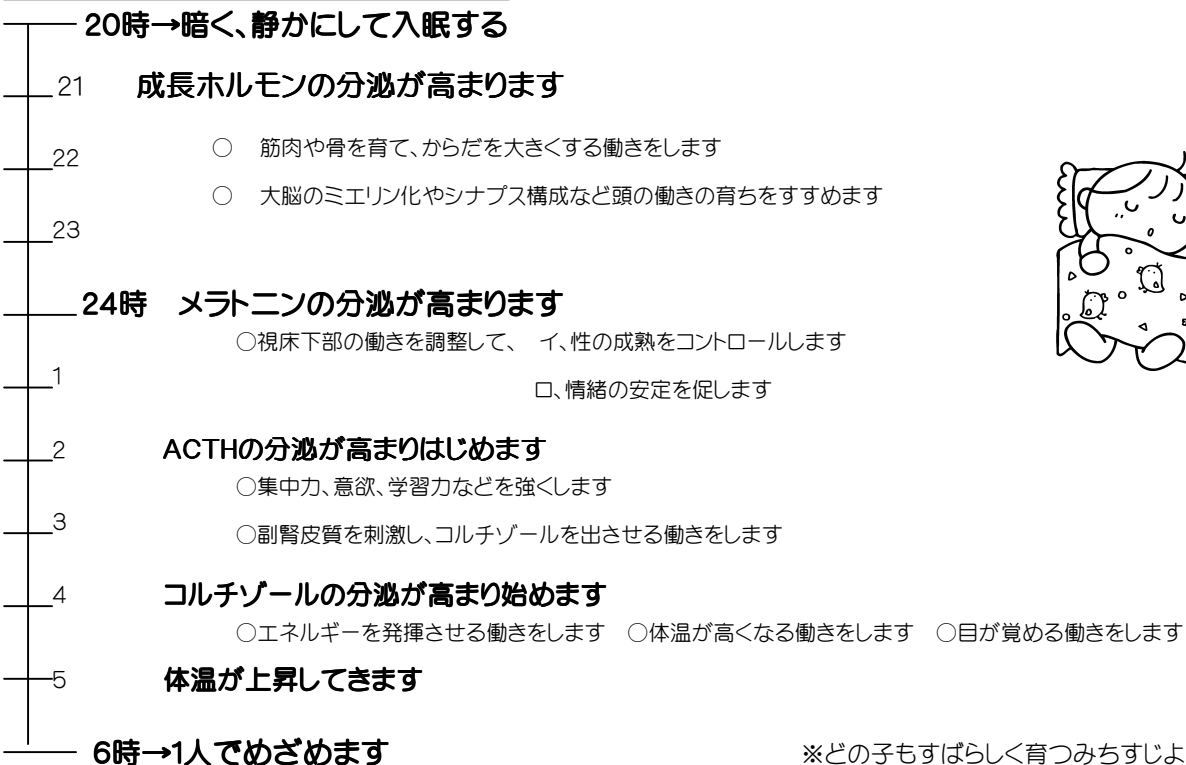 20時→暗く、静かにして入眠する
21 成長ホルモンの分泌が高まります
○ 筋肉や骨を育て、からだを大きくする働きをします
22
○ 大脳のミエリン化やシナプス構成など頭の働きの育ちをすすめます
23
24時 メラトニンの分泌が高まります
○視床下部の働きを調整して、 イ、性の成熟をコントロールします
1
ロ、情緒の安定を促します
2 ACTHの分泌が高まりはじめます
○集中力、意欲、学習力などを強くします
3
○副腎皮質を刺激し、コルチゾールを出させる働きをします
4 コルチゾールの分泌が高まり始めます
○エネルギーを発揮させる働きをします ○体温が高くなる働きをします ○目が覚める働きをします
5 体温が上昇してきます
6時→1人でめざめます
※どの子もすばらしく育つみちすじよ